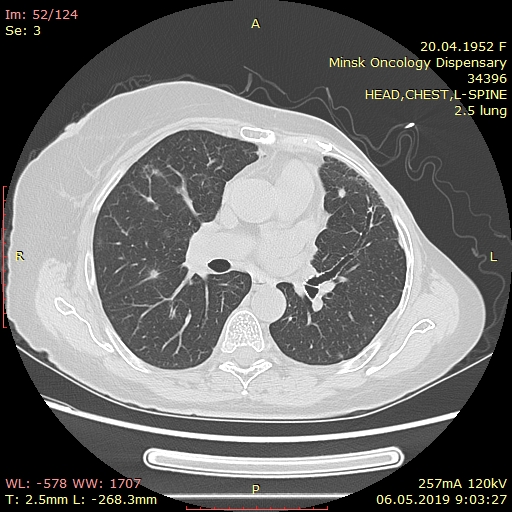 Im: 52/124
Se: 3
A
20.04.1952 F
Minsk Oncology Dispensary
34396
HEAD,CHEST,L-SPINE
2.5 lung
R
L
WL: -578 WW: 1707
T: 2.5mm L: -268.3mm
P
257mA 120kV
06.05.2019 9:03:27